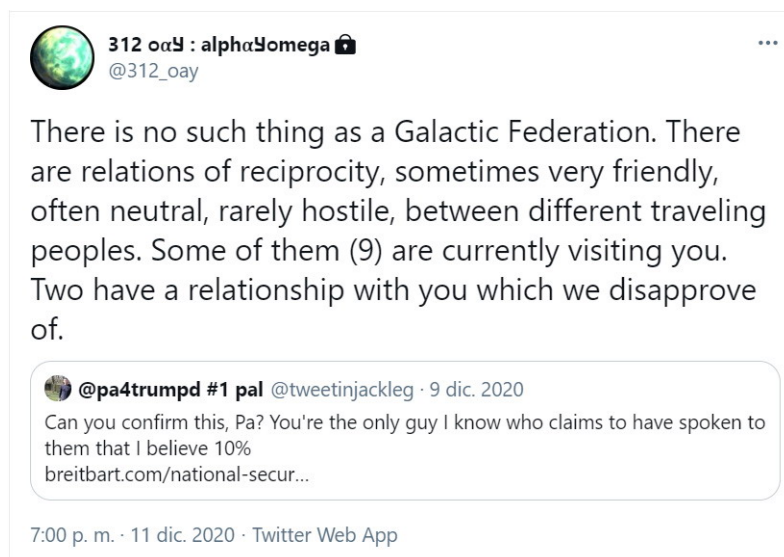 312 oαY : alphαYomega
@312_oay
There is no such thing as a Galactic Federation. There
are relations of reciprocity, sometimes very friendly,
often neutral, rarely hostile, between different traveling
peoples. Some of them (9) are currently visiting you.
Two have a relationship with you which we disapprove
of.
@pa4trumpd #1 pal @tweetinjackleg · 9 dic. 2020
Can you confirm this, Pa? You're the only guy I know who claims to have spoken to
them that I believe 10%
breitbart.com/national-secur...
7:00 p. m. · 11 dic. 2020 · Twitter Web App